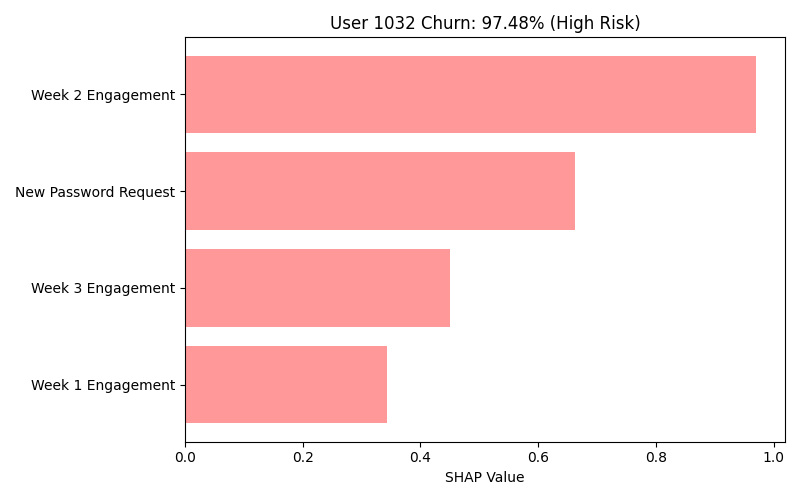 User 1032 Churn: 97.48% (High Risk)
Week 2 Engagement
New Password Request
Week 3 Engagement
Week 1 Engagement
0.0 0.2 0.4 0.6 0.8 1.0
SHAP Value